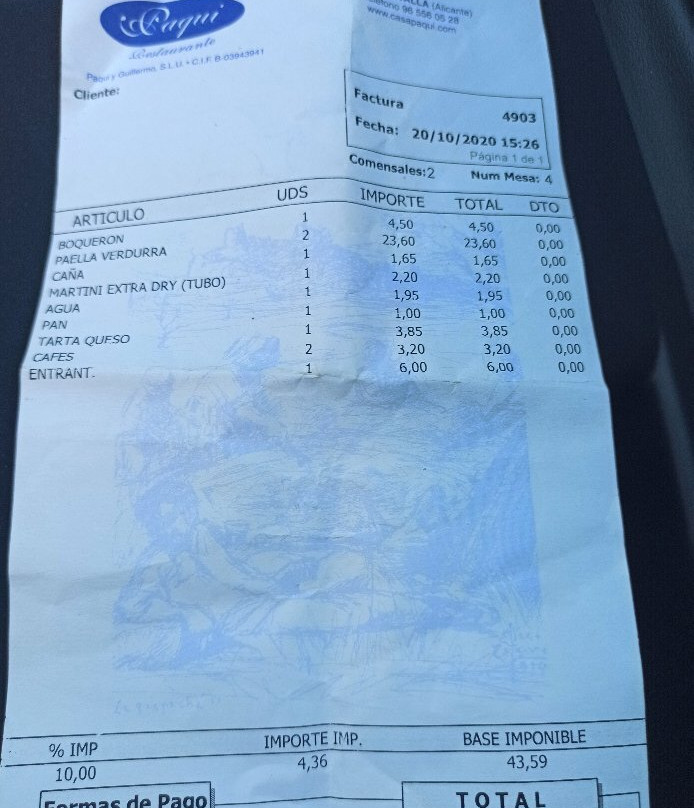 Paqui
Restaurante
Paqui y Guillermo, S.L.U. • C.I.F. B-03943941
(Alicante)
www.casapaqui.com
Cliente:
Factura 4903
Fecha: 20/10/2020 15:26
Página 1 de 1
Comensales:2 Num Mesa: 4
ARTICULO UDS IMPORTE TOTAL DTO
BOQUERON 1 4,50 4,50 0,00
PAELLA VERDURRA 2 23,60 23,60 0,00
CAÑA 1 1,65 1,65 0,00
MARTINI EXTRA DRY (TUBO) 1 2,20 2,20 0,00
AGUA 1 1,95 1,95 0,00
PAN 1 1,00 1,00 0,00
TARTA QUESO 1 3,85 3,85 0,00
CAFES 2 3,20 3,20 0,00
ENTRANT. 1 6,00 6,00 0,00
% IMP IMPORTE IMP. BASE IMPONIBLE
10,00 4,36 43,59
Formas de Pago TOTAL